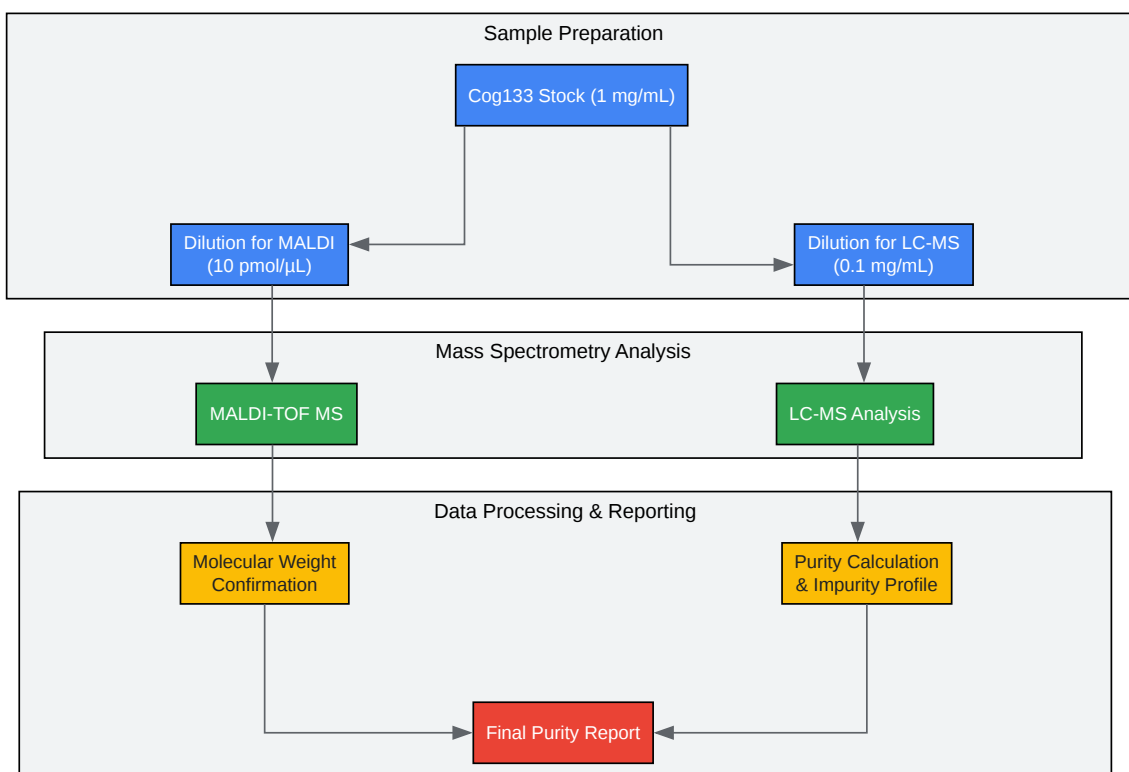 Sample Preparation
Cog133 Stock (1 mg/mL)
Dilution for MALDI
(10 pmol/µL)
Dilution for LC-MS
(0.1 mg/mL)
Mass Spectrometry Analysis
MALDI-TOF MS
LC-MS Analysis
Data Processing & Reporting
Molecular Weight
Confirmation
Purity Calculation
& Impurity Profile
Final Purity Report